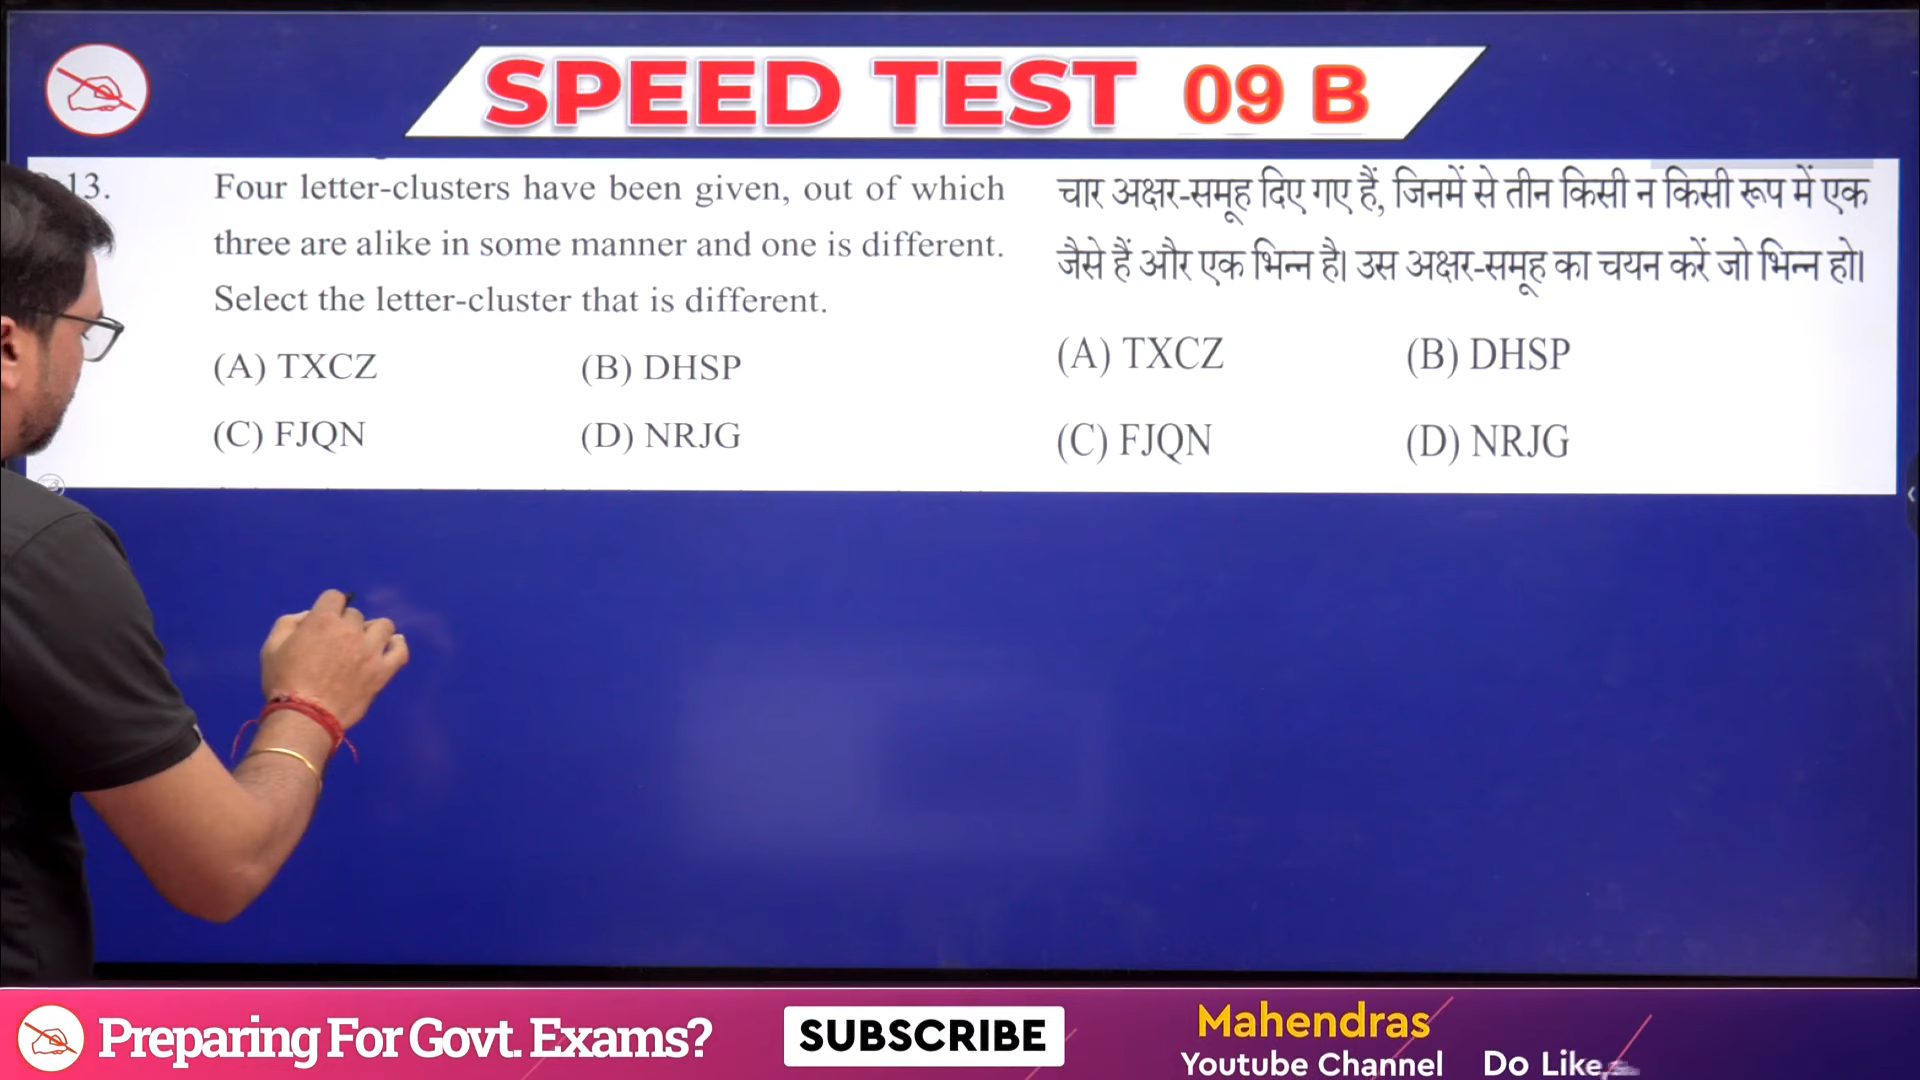 SPEED TEST 09 B
13.
Four letter-clusters have been given, out of which
three are alike in some manner and one is different.
Select the letter-cluster that is different.
(A) TXCZ (B) DHSP
(C) FJQN (D) NRJG
चार अक्षर-समूह दिए गए हैं, जिनमें से तीन किसी न किसी रूप में एक
जैसे हैं और एक भिन्न है। उस अक्षर-समूह का चयन करें जो भिन्न हो।
(A) TXCZ (B) DHSP
(C) FJQN (D) NRJG
Preparing For Govt. Exams?
SUBSCRIBE
Mahendras
Youtube Channel Do Like,